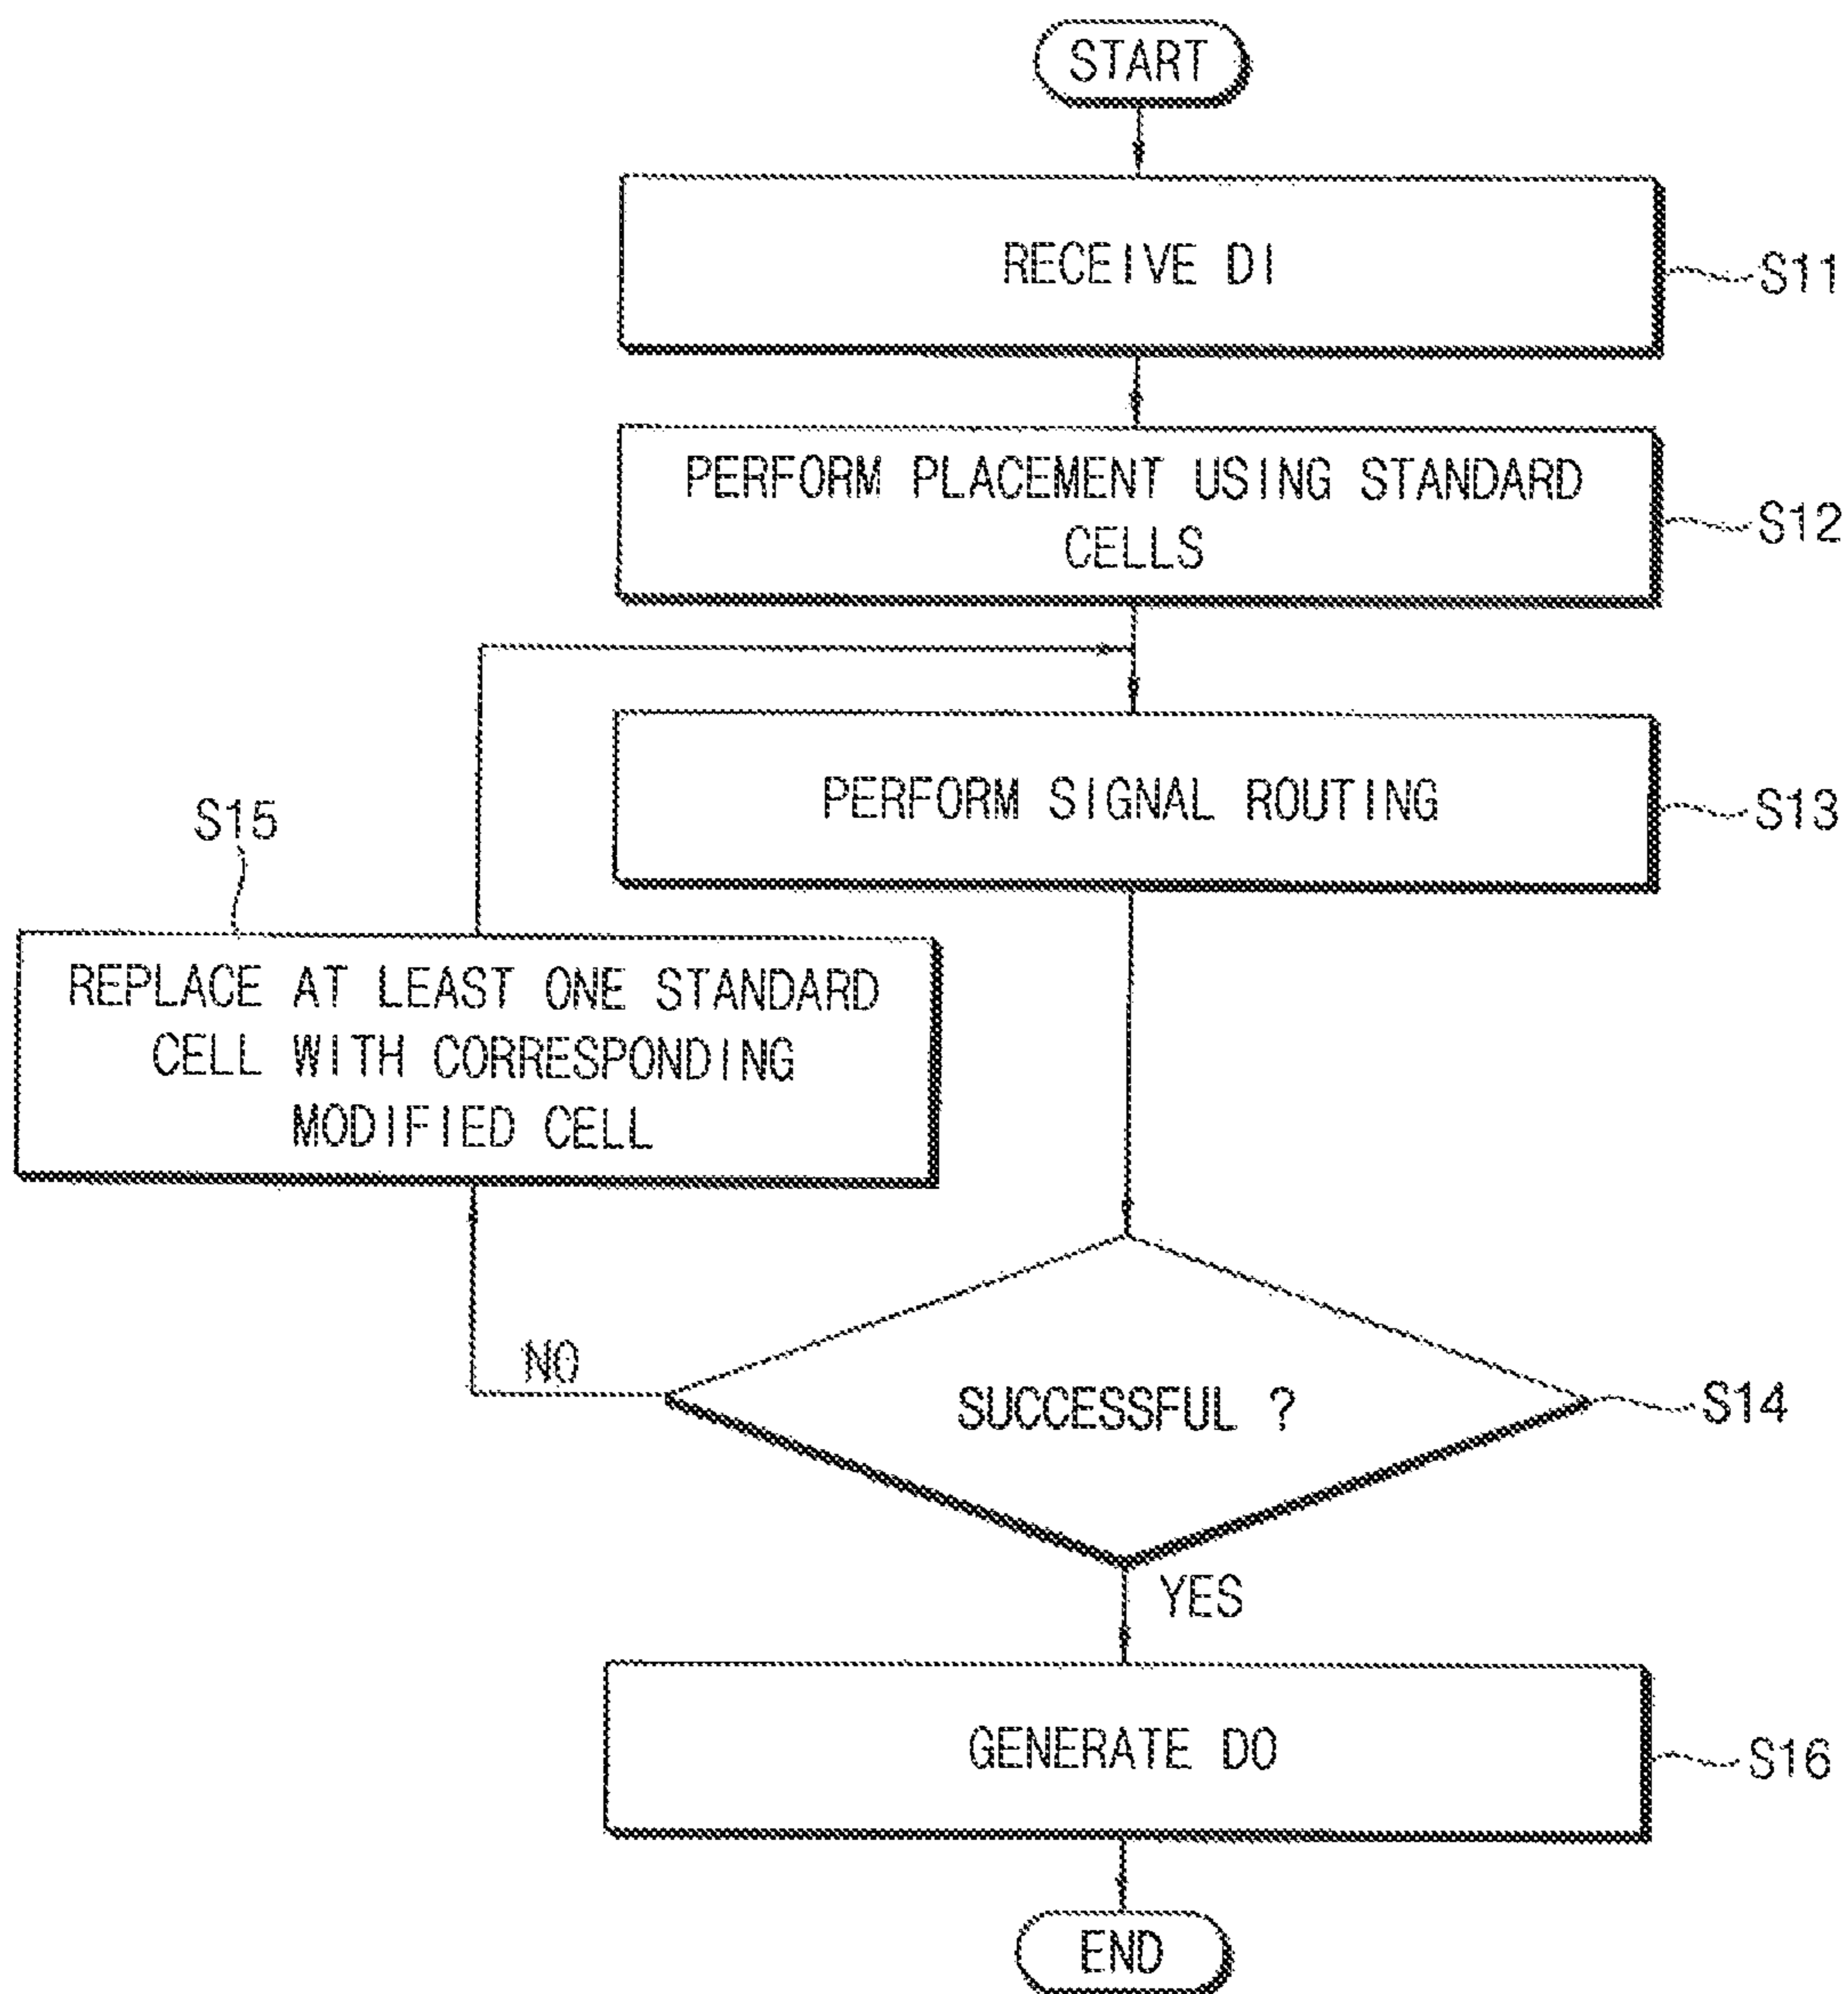 START
RECEIVE DI
S11
PERFORM PLACEMENT USING STANDARD
CELLS
S12
PERFORM SIGNAL ROUTING
S13
S15
REPLACE AT LEAST ONE STANDARD
CELL WITH CORRESPONDING
MODIFIED CELL
NO
SUCCESSFUL ?
S14
YES
GENERATE DO
S16
END